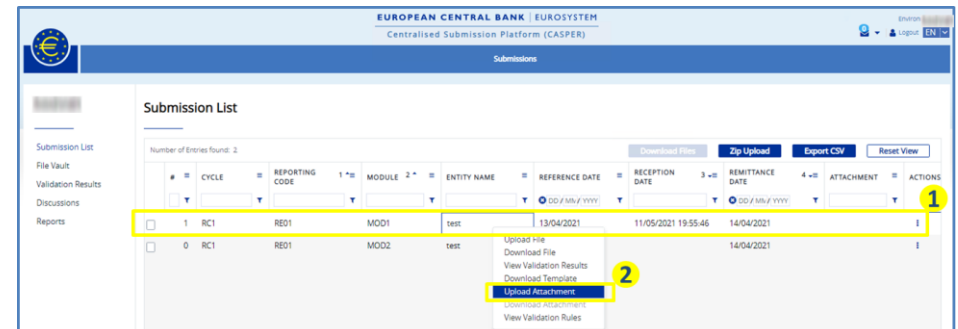 EUROPEAN CENTRAL BANK | EUROSYSTEM
Centralised Submission Platform (CASPER)
Environ
Logout EN
Submissions
Submission List
Submission List
File Vault
Validation Results
Discussions
Reports
Number of Entries found: 2
Download Files Zip Upload Export CSV Reset View
# CYCLE REPORTING CODE 1 MODULE 2 ENTITY NAME REFERENCE DATE RECEPTION DATE 3 REMITTANCE DATE 4 ATTACHMENT ACTIONS
DD / MM / YYYY DD / MM / YYYY
1
1 RC1 RE01 MOD1 test 13/04/2021 11/05/2021 19:55:46 14/04/2021
0 RC1 RE01 MOD2 test 14/04/2021
Upload File
Download File
View Validation Results
Download Template
2
Upload Attachment
Download Attachment
View Validation Rules